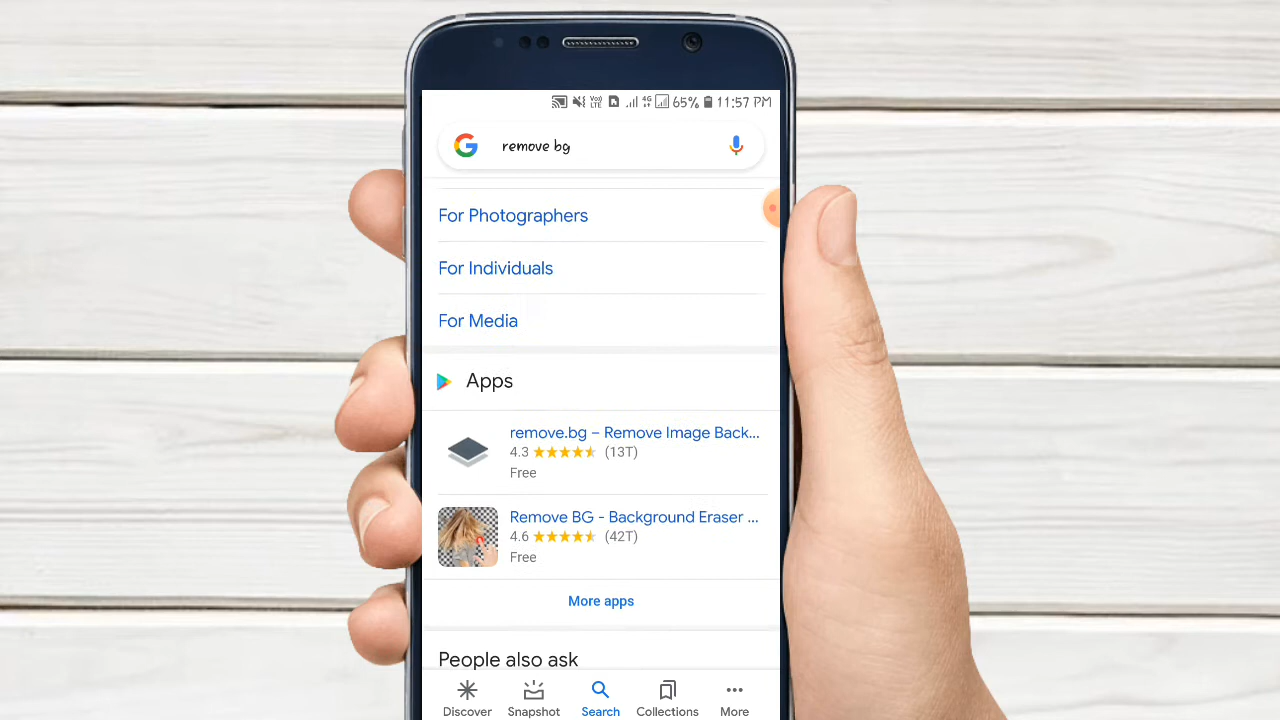 65% 11:57 PM
remove bg
For Photographers
For Individuals
For Media
Apps
remove.bg – Remove Image Back...
4.3 (13T)
Free
Remove BG - Background Eraser ...
4.6 (42T)
Free
More apps
People also ask
Discover Snapshot Search Collections More